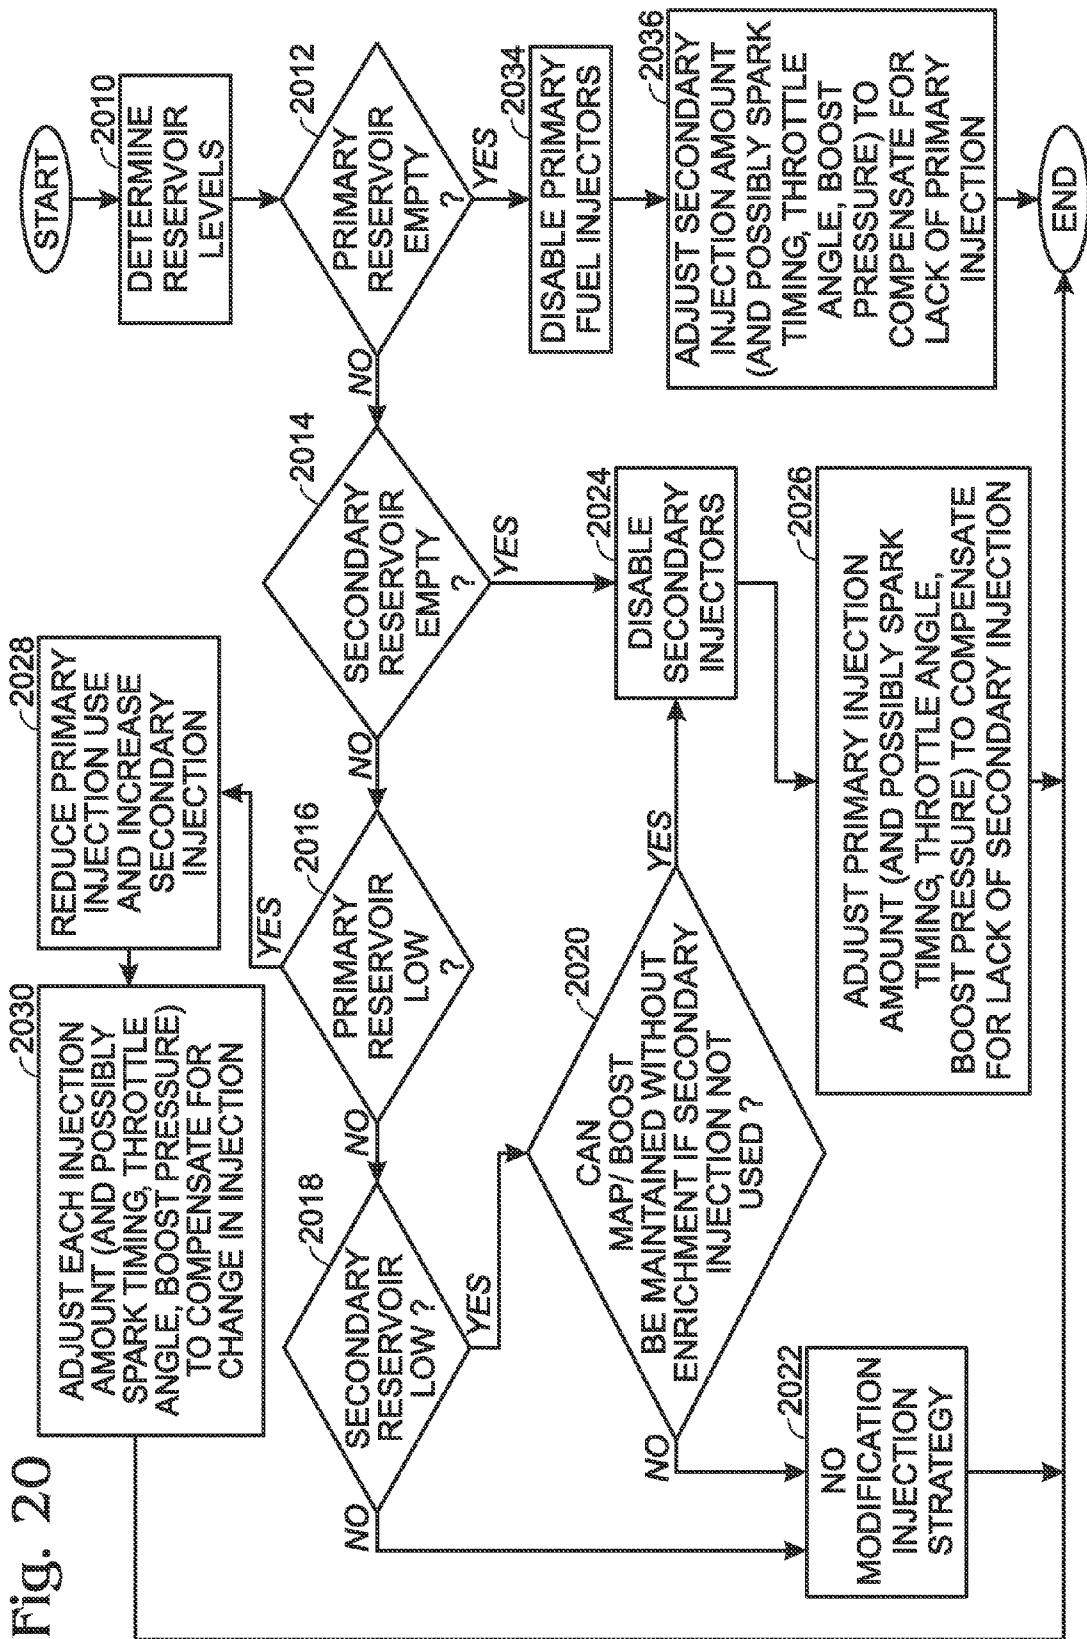 Fig. 20
START
2010
DETERMINE
RESERVOIR
LEVELS
2012
PRIMARY
RESERVOIR
EMPTY
?
YES
NO
2034
DISABLE PRIMARY
FUEL INJECTORS
2036
ADJUST SECONDARY
INJECTION AMOUNT
(AND POSSIBLY SPARK
TIMING, THROTTLE
ANGLE, BOOST
PRESSURE) TO
COMPENSATE FOR
LACK OF PRIMARY
INJECTION
END
2014
SECONDARY
RESERVOIR
EMPTY
?
YES
NO
2024
DISABLE
SECONDARY
INJECTORS
2026
ADJUST PRIMARY INJECTION
AMOUNT (AND POSSIBLY SPARK
TIMING, THROTTLE ANGLE,
BOOST PRESSURE) TO COMPENSATE
FOR LACK OF SECONDARY INJECTION
2016
PRIMARY
RESERVOIR
LOW
?
YES
NO
2028
REDUCE PRIMARY
INJECTION USE
AND INCREASE
SECONDARY
INJECTION
2030
ADJUST EACH INJECTION
AMOUNT (AND POSSIBLY
SPARK TIMING, THROTTLE
ANGLE, BOOST PRESSURE)
TO COMPENSATE FOR
CHANGE IN INJECTION
2018
SECONDARY
RESERVOIR
LOW ?
YES
NO
2020
CAN
MAP/ BOOST
BE MAINTAINED WITHOUT
ENRICHMENT IF SECONDARY
INJECTION NOT
USED ?
YES
NO
2022
NO
MODIFICATION
INJECTION
STRATEGY